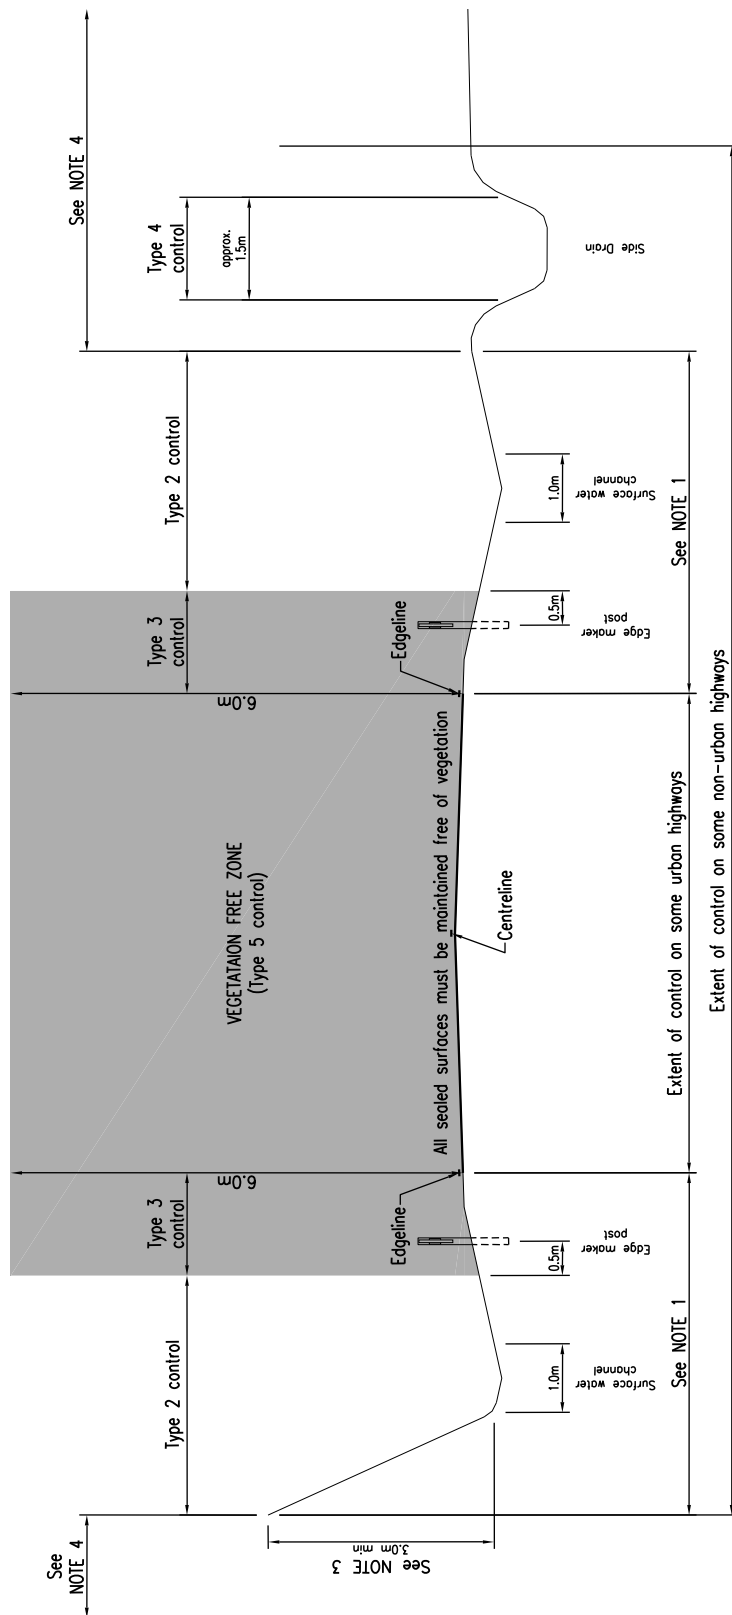 See
NOTE 4
Type 2 control
Type 3
control
VEGETATAION FREE ZONE
(Type 5 control)
Type 3
control
Type 2 control
Type 4
control
See NOTE 4
approx.
1.5m
6.0m
6.0m
See NOTE 3
3.0m min
Edgeline
All sealed surfaces must be maintained free of vegetation
Edgeline
Centreline
1.0m
Surface water
channel
0.5m
Edge maker
post
0.5m
Edge maker
post
1.0m
Surface water
channel
Side Drain
See NOTE 1
Extent of control on some urban highways
See NOTE 1
Extent of control on some non-urban highways